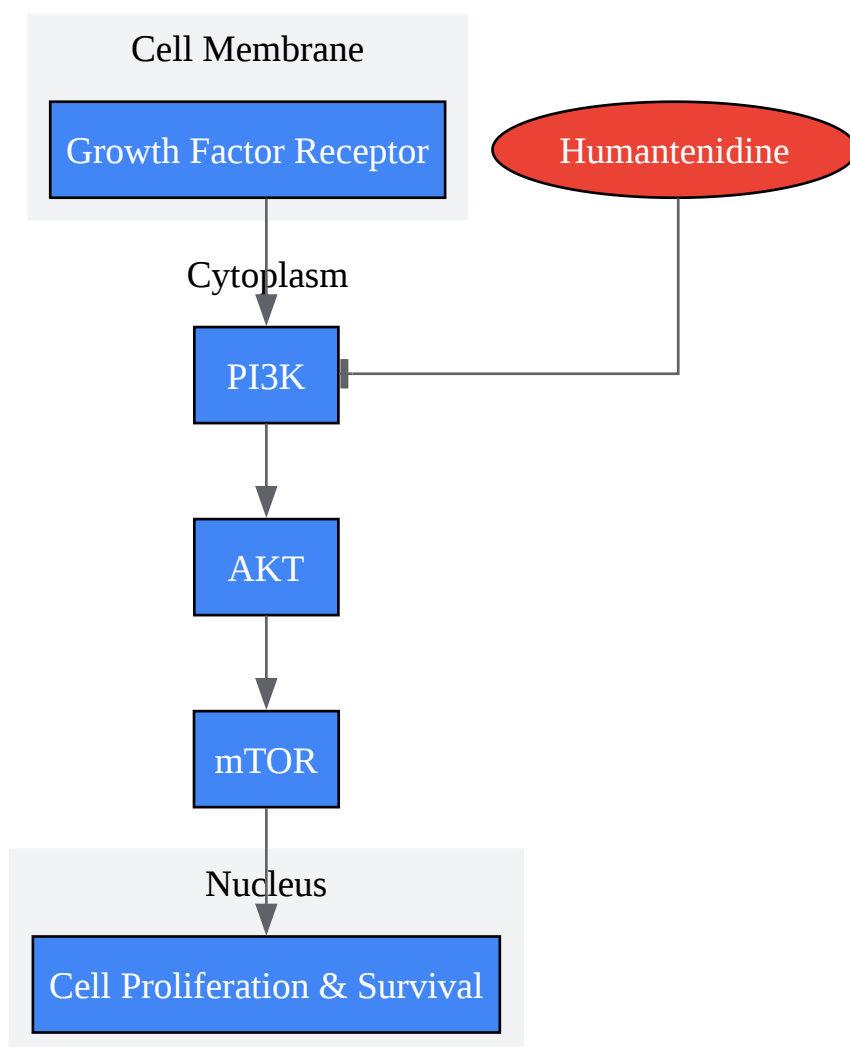 Cell Membrane
Growth Factor Receptor
Humantenidine
Cytoplasm
PI3K
AKT
mTOR
Nucleus
Cell Proliferation & Survival